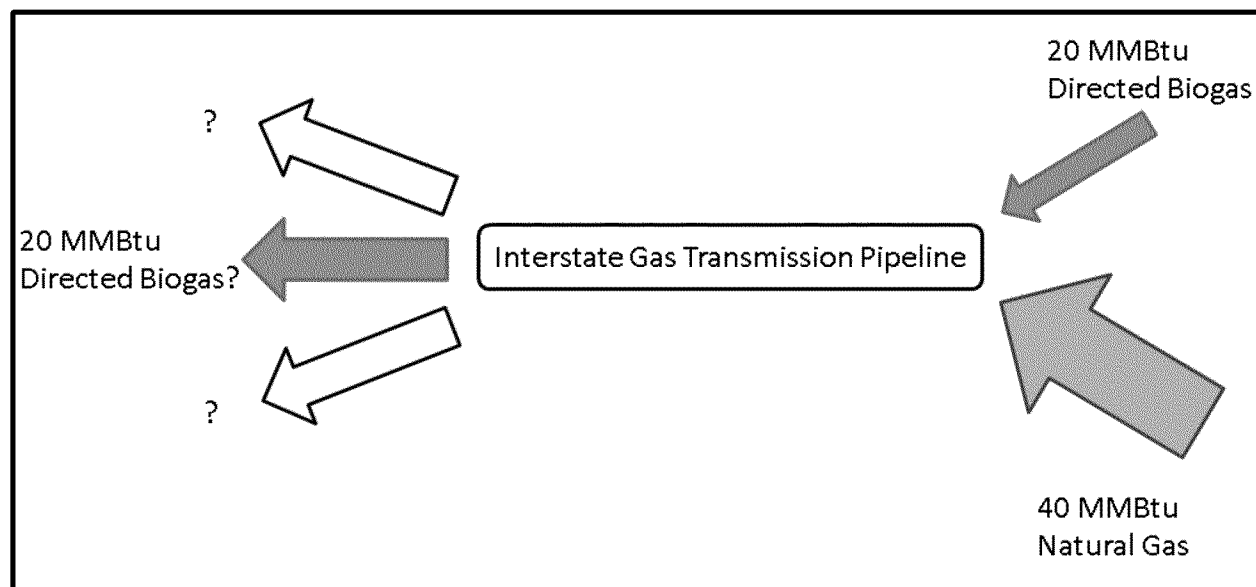 20 MMBtu
Directed Biogas
?
20 MMBtu
Directed Biogas?
Interstate Gas Transmission Pipeline
?
40 MMBtu
Natural Gas